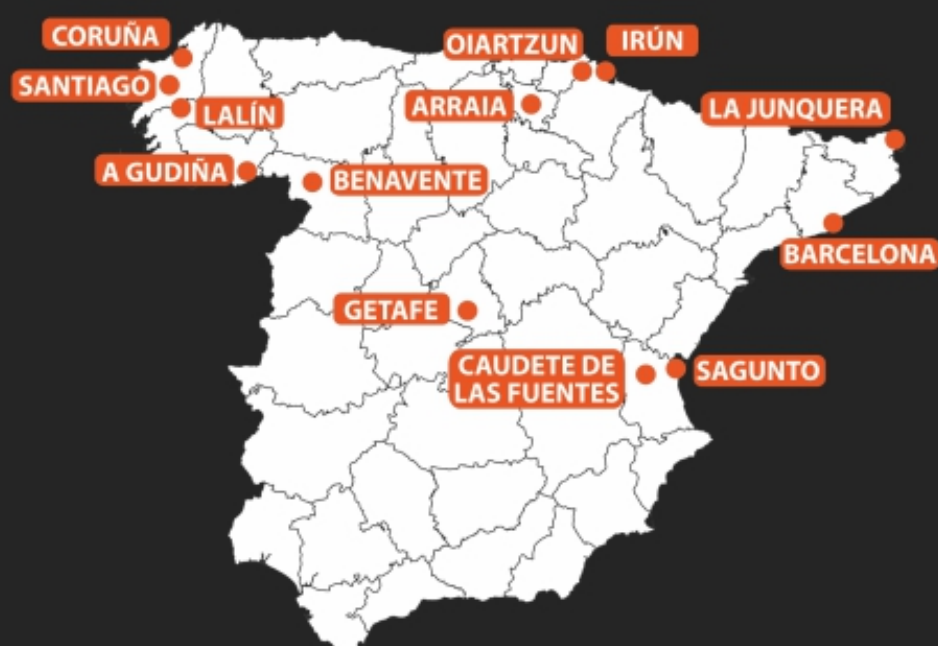 CORUÑA
OIARTZUN
IRÚN
SANTIAGO
LALÍN
ARRAIA
LA JUNQUERA
A GUDIÑA
BENAVENTE
BARCELONA
GETAFE
CAUDETE DE
LAS FUENTES
SAGUNTO